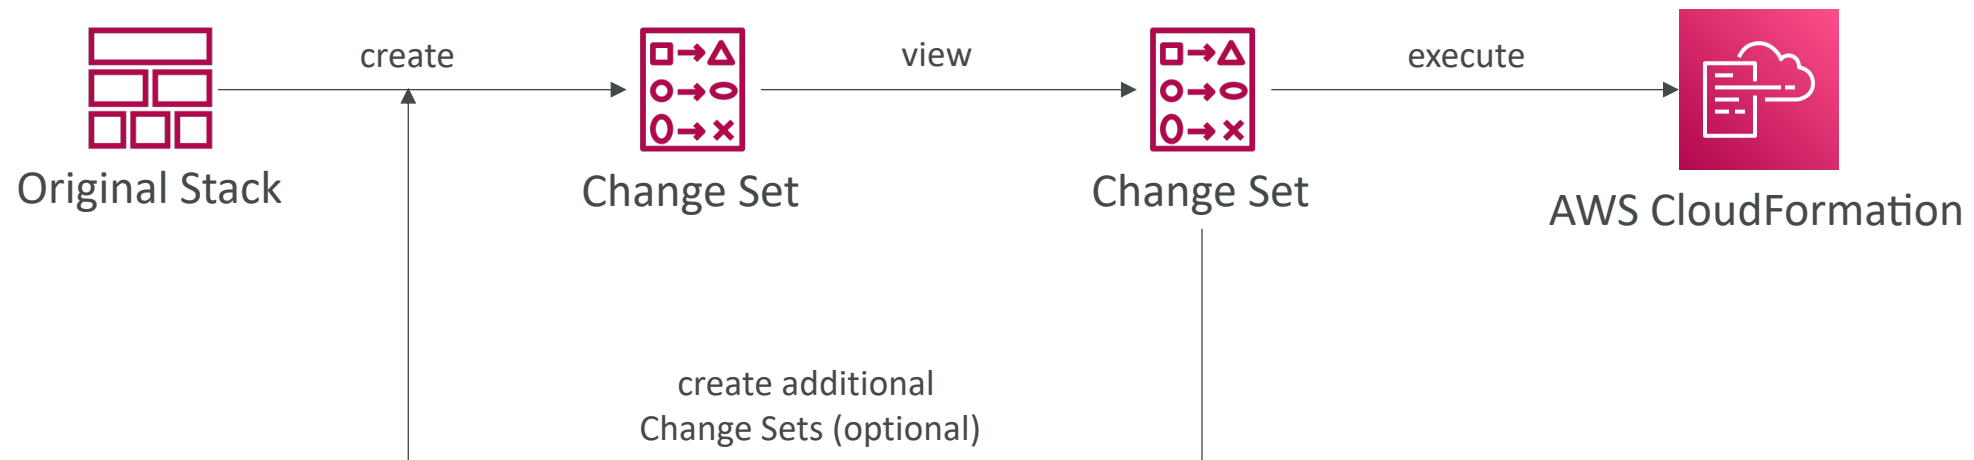 create
view
execute
Original Stack
Change Set
Change Set
AWS CloudFormation
create additional
Change Sets (optional)